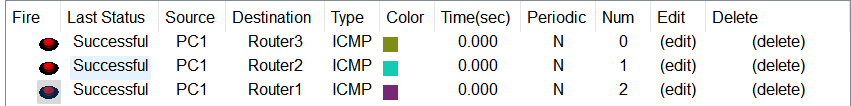 Fire Last Status Source Destination Type Color Time(sec) Periodic Num Edit Delete
Successful PC1 Router3 ICMP 0.000 N 0 (edit) (delete)
Successful PC1 Router2 ICMP 0.000 N 1 (edit) (delete)
Successful PC1 Router1 ICMP 0.000 N 2 (edit) (delete)